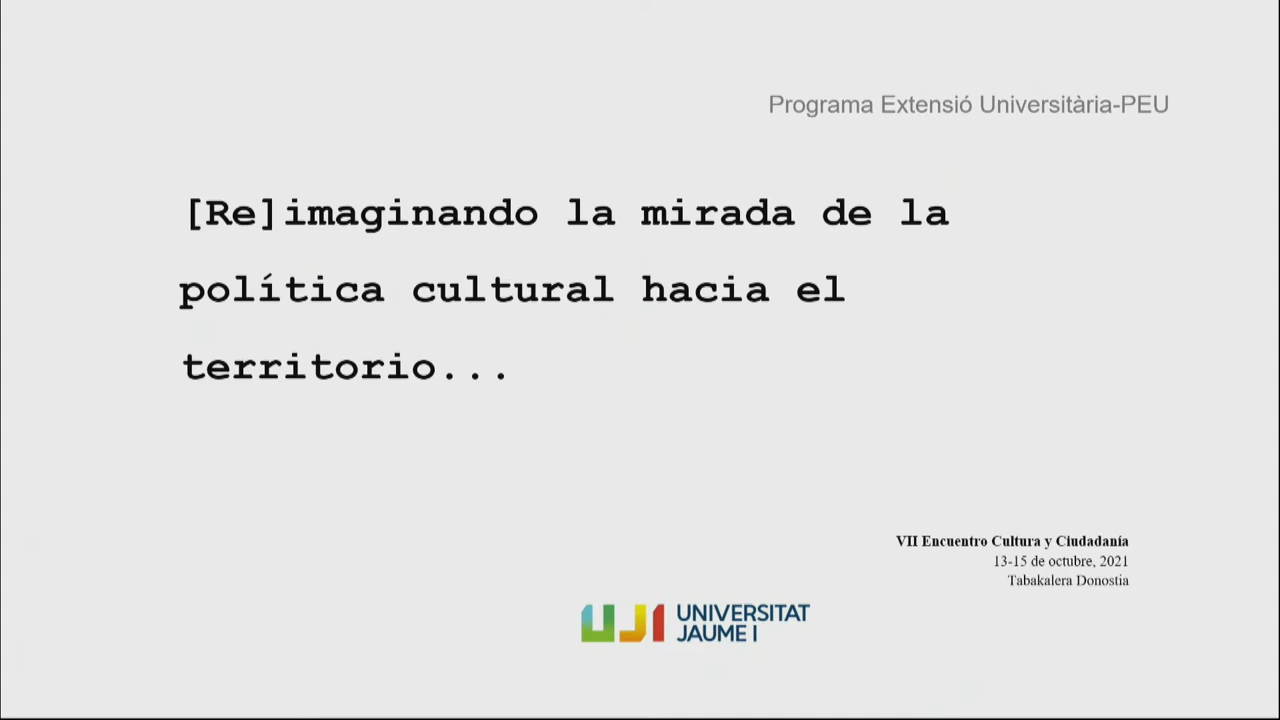 Programa Extensió Universitària-PEU
[Re]imaginando la mirada de la
política cultural hacia el
territorio...
VII Encuentro Cultura y Ciudadanía
13-15 de octubre, 2021
Tabakalera Donostia
UJI UNIVERSITAT
JAUME I